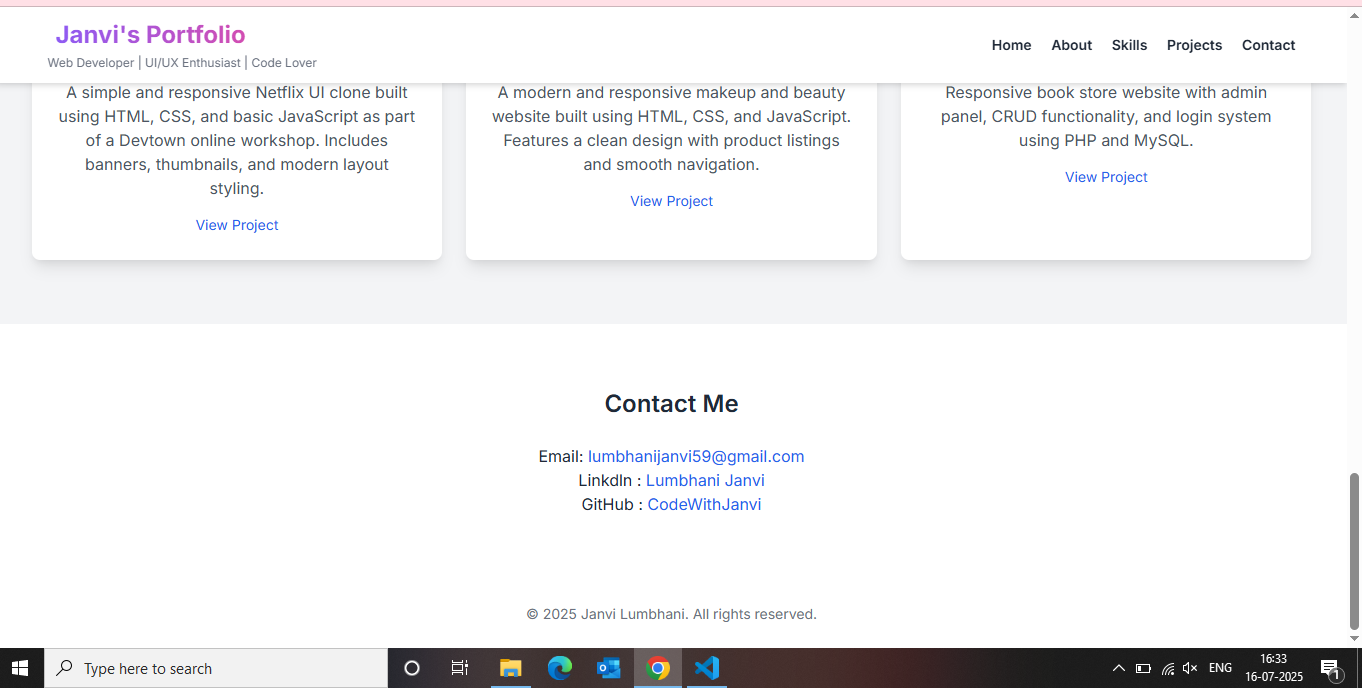 Janvi's Portfolio
Web Developer | UI/UX Enthusiast | Code Lover
Home About Skills Projects Contact
A simple and responsive Netflix UI clone built
using HTML, CSS, and basic JavaScript as part
of a Devtown online workshop. Includes
banners, thumbnails, and modern layout
styling.
View Project
A modern and responsive makeup and beauty
website built using HTML, CSS, and JavaScript.
Features a clean design with product listings
and smooth navigation.
View Project
Responsive book store website with admin
panel, CRUD functionality, and login system
using PHP and MySQL.
View Project
Contact Me
Email: lumbhanijanvi59@gmail.com
LinkdIn : Lumbhani Janvi
GitHub : CodeWithJanvi
© 2025 Janvi Lumbhani. All rights reserved.
Type here to search
ENG
16:33
16-07-2025
1